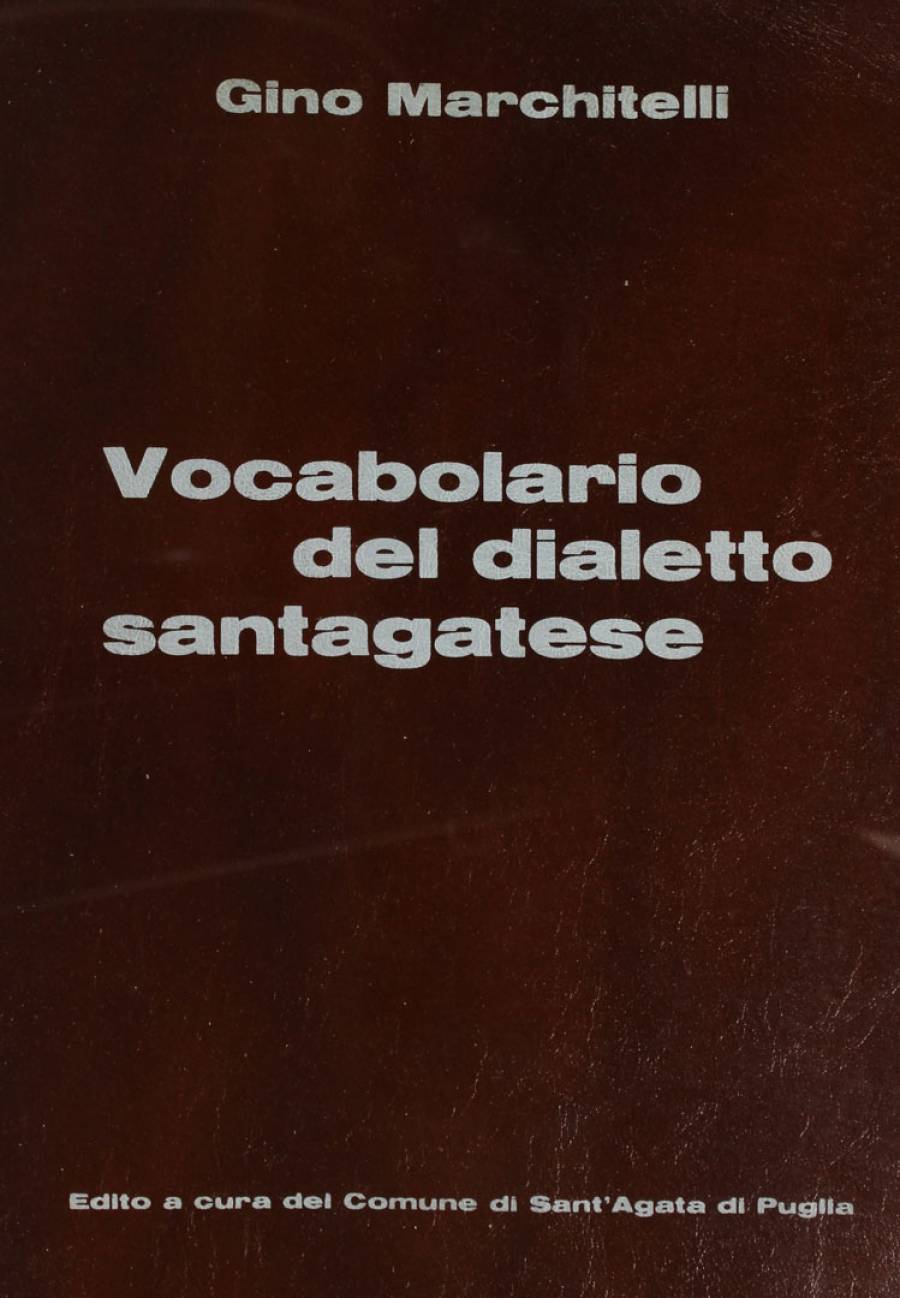 Gino Marchitelli
Vocabolario
del dialetto
santagatese
Edito a cura del Comune di Sant'Agata di Puglia